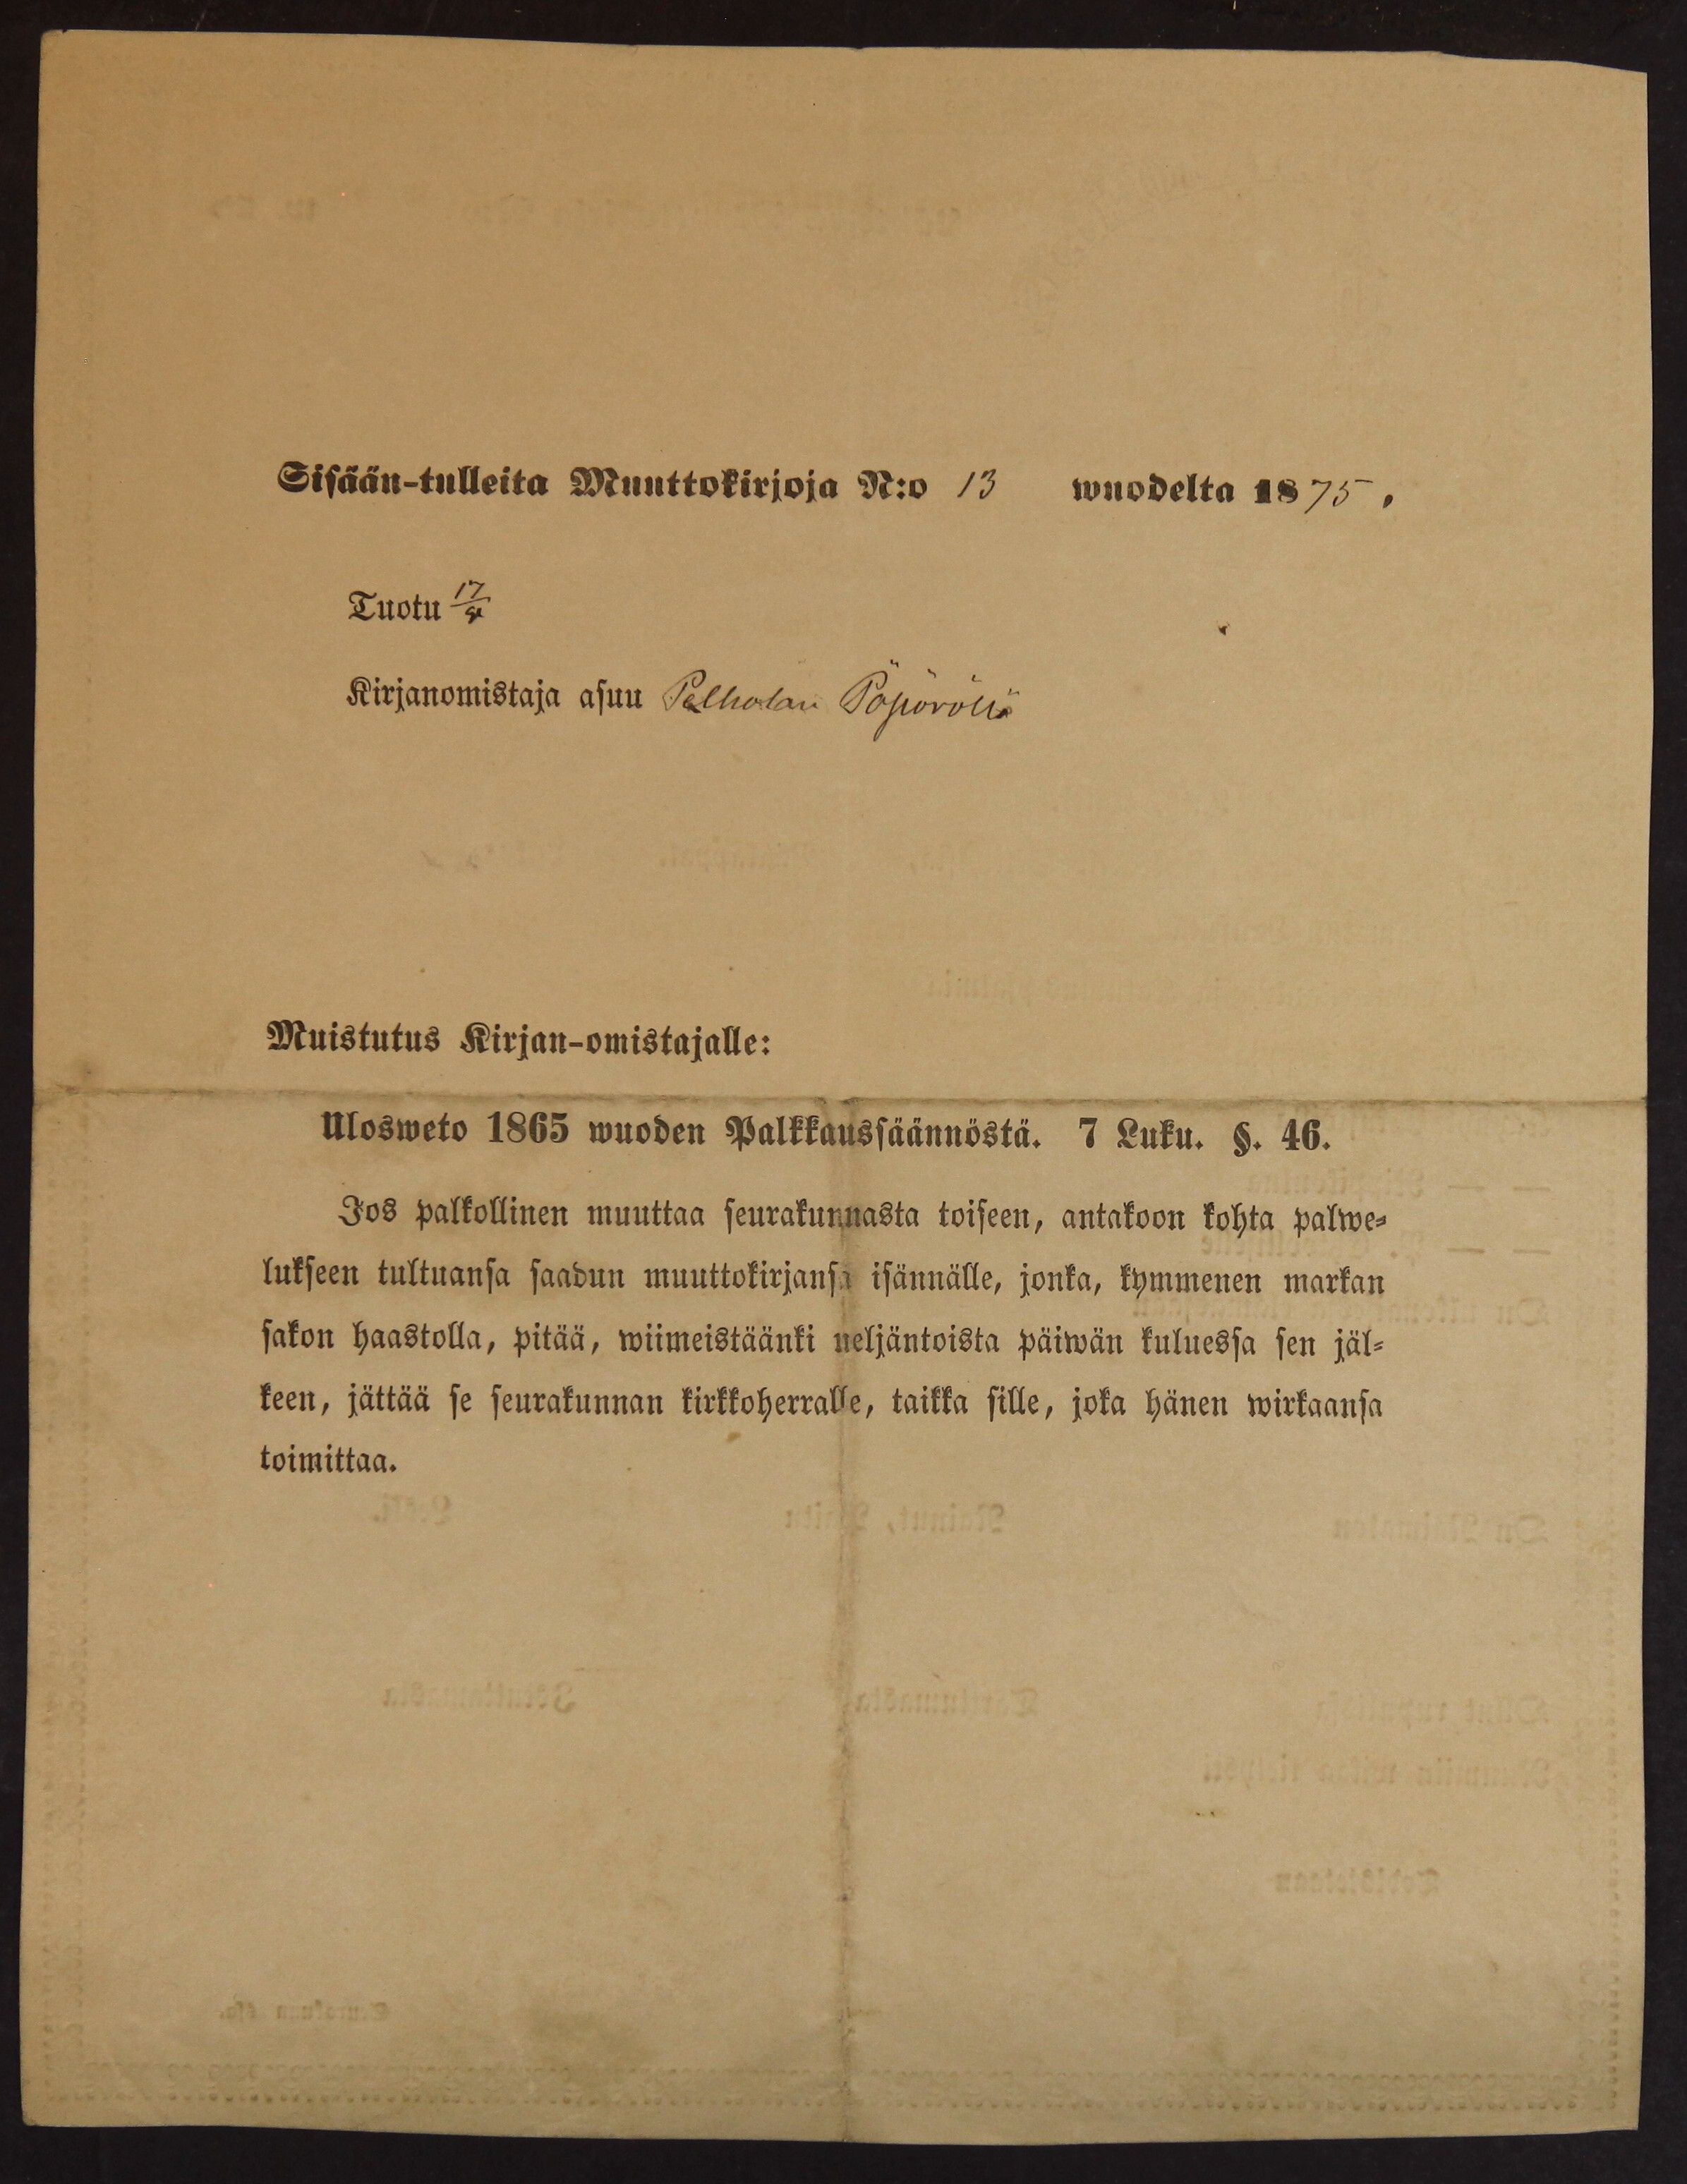 Sisään-tulleita Muuttokirjoja N:o 13 wuodelta 1875.
Tuotu 17/
Kirjanomistaja asuu Pelholan
Muistutus Kirjan-omistajalle:
Ulosweto 1865 wuoden Palkkaussäännöstä. 7 Luku. §. 46.
Jos palkollinen muuttaa seurakunnasta toiseen, antakoon kohta palwe-
lukseen tultuansa saadun muuttokirjansa isännälle, jonka, kymmenen markan
sakon haastolla, pitää, wiimeistäänki neljäntoista päiwän kuluessa sen jäl-
keen, jättää se seurakunnan kirkkoherralle, taikka sille, joka hänen wirkaansa
toimittaa.